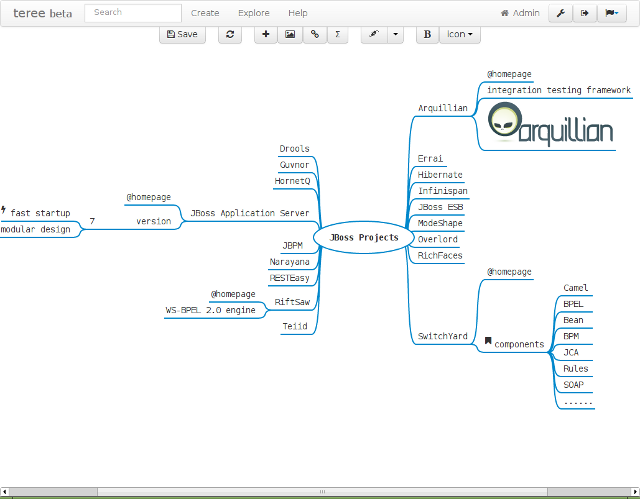 teree beta Search Create Explore Help Admin
Save Σ B Icon
@homepage
integration testing framework
Arquillian
arquillian
Drools
Guvnor
HornetQ
@homepage
JBoss Application Server
version
7
fast startup
modular design
JBPM
Narayana
RESTEasy
@homepage
RiftSaw
WS-BPEL 2.0 engine
Teiid
JBoss Projects
Errai
Hibernate
Infinispan
JBoss ESB
ModeShape
Overlord
RichFaces
@homepage
SwitchYard
components
Camel
BPEL
Bean
BPM
JCA
Rules
SOAP
......